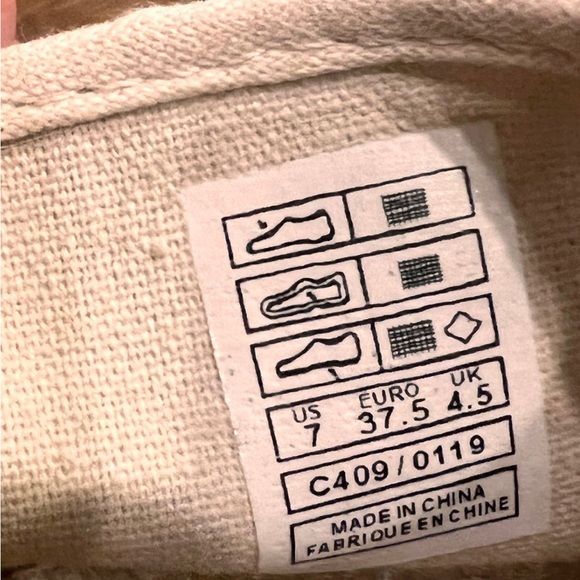 US EURO UK
7 37.5 4.5
C409/0119
MADE IN CHINA
FABRIQUE EN CHINE